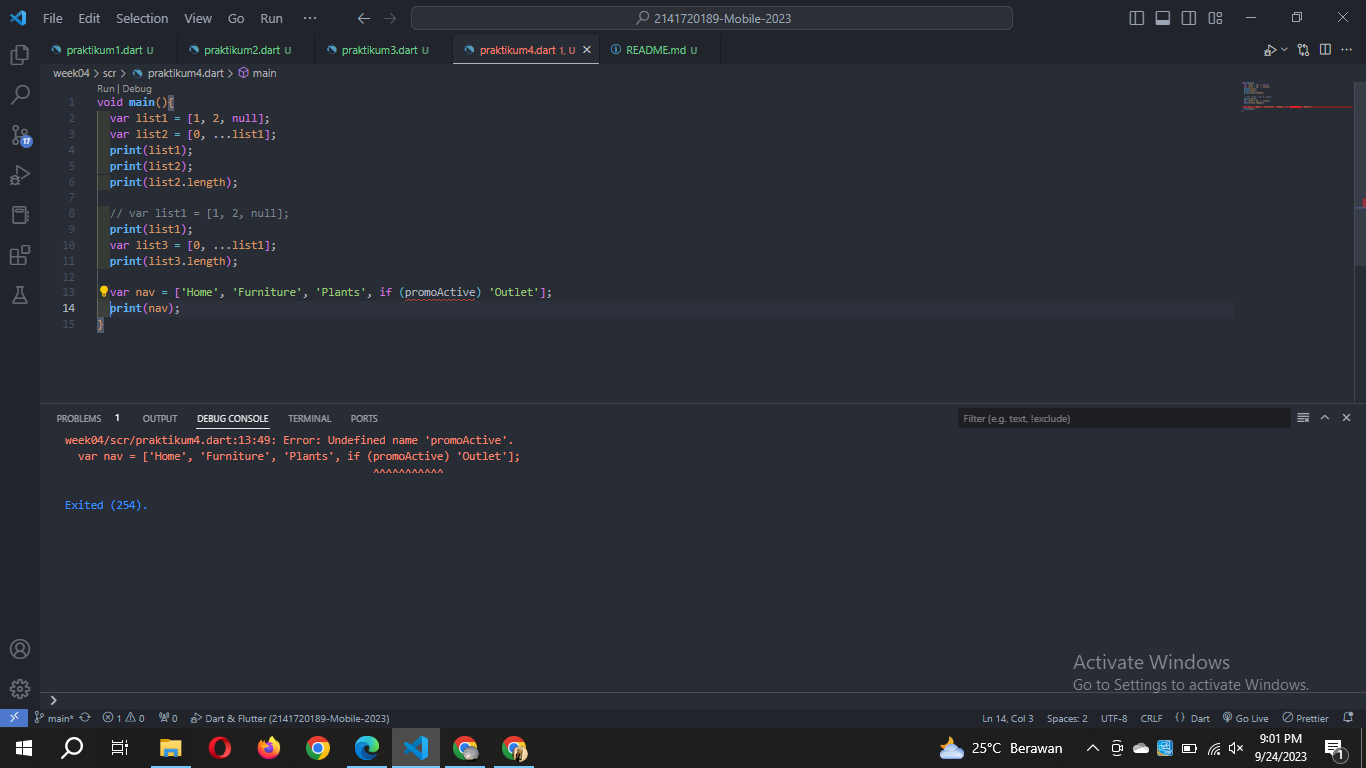 File Edit Selection View Go Run ··· 2141720189-Mobile-2023
praktikum1.dart U praktikum2.dart U praktikum3.dart U praktikum4.dart 1, U README.md U
week04 > scr > praktikum4.dart > main
Run | Debug
1 void main(){
2 var list1 = [1, 2, null];
3 var list2 = [0, ...list1];
4 print(list1);
5 print(list2);
6 print(list2.length);
7
8 // var list1 = [1, 2, null];
9 print(list1);
10 var list3 = [0, ...list1];
11 print(list3.length);
12
13 var nav = ['Home', 'Furniture', 'Plants', if (promoActive) 'Outlet'];
14 print(nav);
15 }
17
PROBLEMS 1 OUTPUT DEBUG CONSOLE TERMINAL PORTS Filter (e.g. text, !exclude)
week04/scr/praktikum4.dart:13:49: Error: Undefined name 'promoActive'.
var nav = ['Home', 'Furniture', 'Plants', if (promoActive) 'Outlet'];
^^^^^^^^^^^
Exited (254).
Activate Windows
Go to Settings to activate Windows.
main* 1 0 0 Dart & Flutter (2141720189-Mobile-2023) Ln 14, Col 3 Spaces: 2 UTF-8 CRLF {} Dart Go Live Prettier
25°C Berawan 9:01 PM
9/24/2023 1